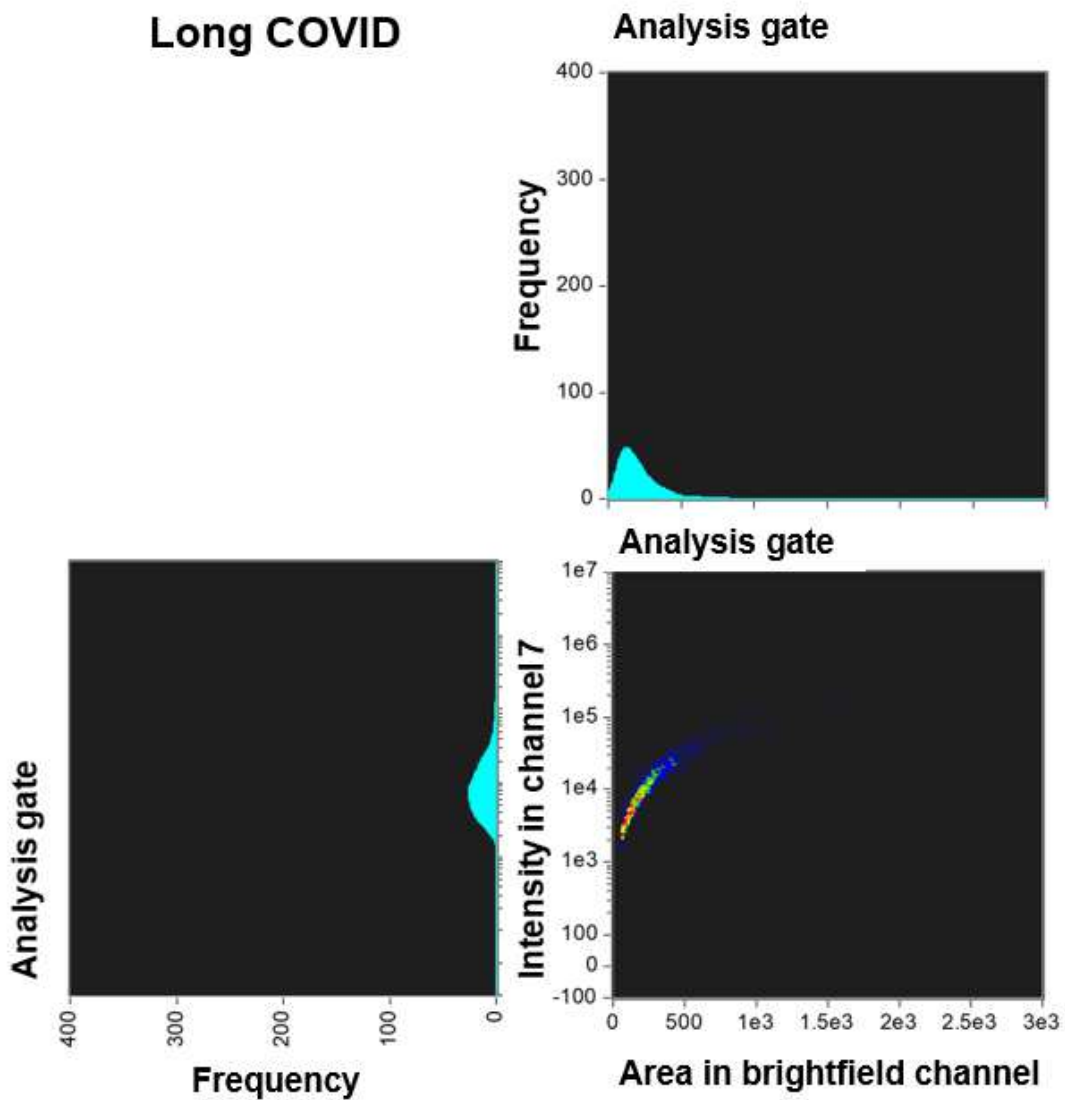 Long COVID
Analysis gate
400
300
200
100
0
Frequency
Analysis gate
1e7
1e6
1e5
1e4
1e3
100
0
-100
Intensity in channel 7
0 500 1e3 1.5e3 2e3 2.5e3 3e3
Area in brightfield channel
Analysis gate
400 300 200 100 0
Frequency